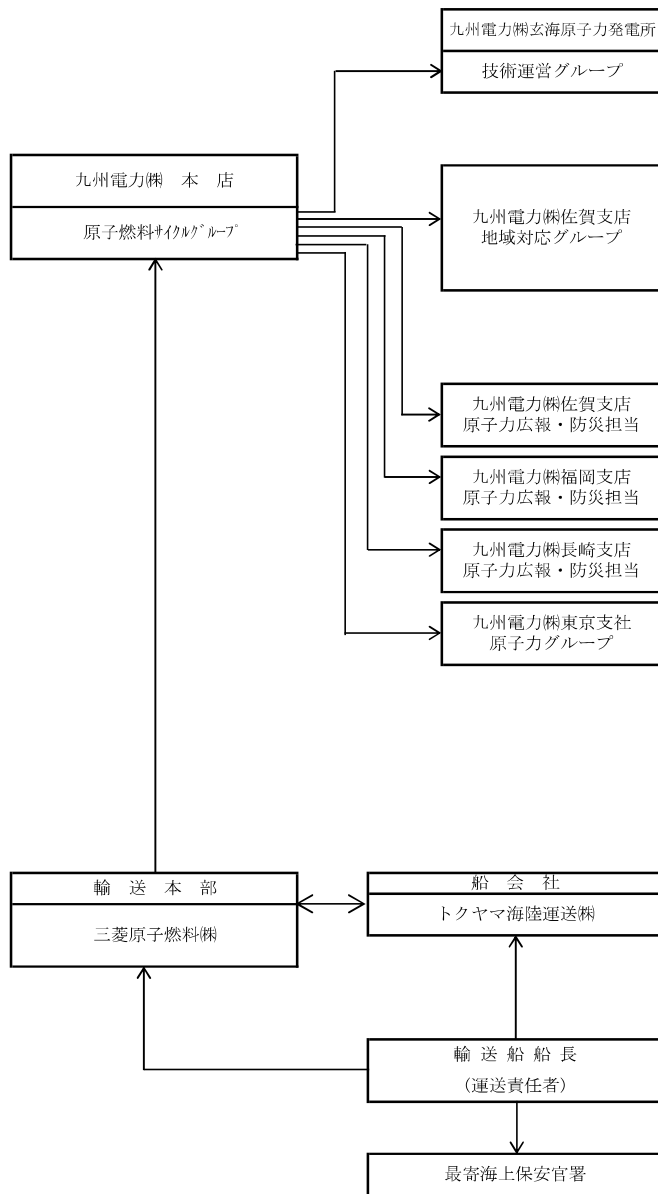 九州電力㈱玄海原子力発電所
技術運営グループ
九州電力㈱　本　店
原子燃料ｻｲｸﾙｸﾞﾙｰﾌﾟ
九州電力㈱佐賀支店
地域対応グループ
九州電力㈱佐賀支店
原子力広報・防災担当
九州電力㈱福岡支店
原子力広報・防災担当
九州電力㈱長崎支店
原子力広報・防災担当
九州電力㈱東京支社
原子力グループ
輸　送　本　部
三菱原子燃料㈱
船　会　社
トクヤマ海陸運送㈱
輸 送 船 船 長
（運送責任者）
最寄海上保安官署